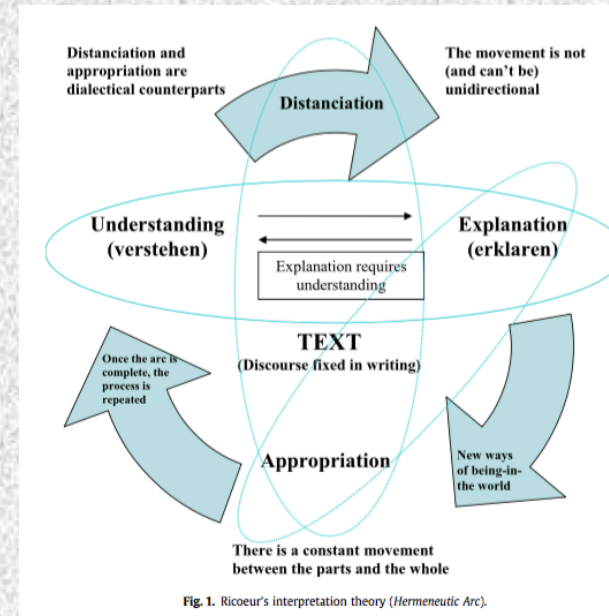 Distanciation and
appropriation are
dialectical counterparts
The movement is not
(and can't be)
unidirectional
Distanciation
Understanding
(verstehen)
Explanation
(erklaren)
Explanation requires
understanding
TEXT
(Discourse fixed in writing)
Once the arc is
complete, the
process is
repeated
Appropriation
New ways
of being-in-
the world
There is a constant movement
between the parts and the whole
Fig. 1. Ricoeur's interpretation theory (Hermeneutic Arc).